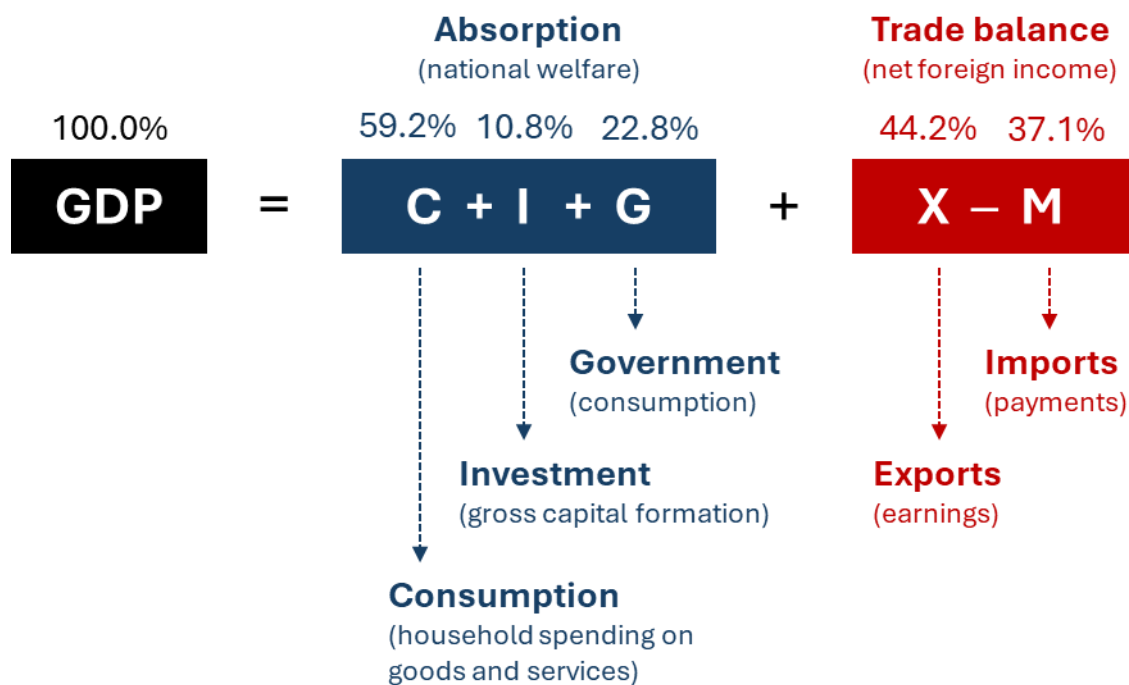 Absorption
(national welfare)
Trade balance
(net foreign income)
100.0%
59.2% 10.8% 22.8%
44.2% 37.1%
GDP = C + I + G + X – M
Government
(consumption)
Imports
(payments)
Investment
(gross capital formation)
Exports
(earnings)
Consumption
(household spending on
goods and services)